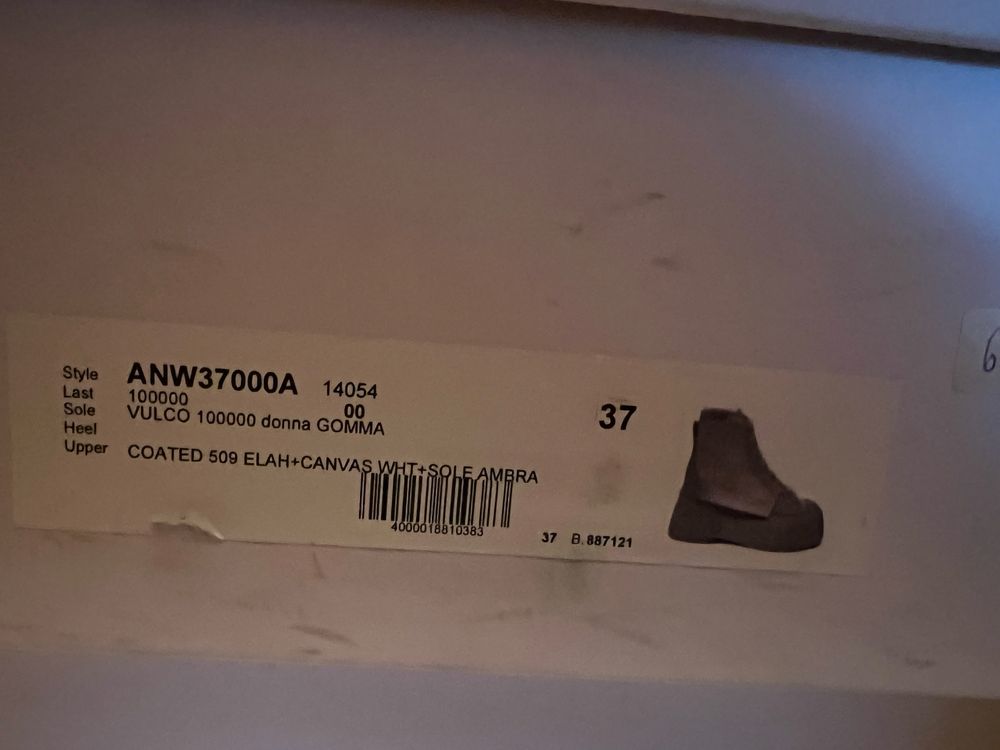 Style ANW37000A 14054
Last 100000 00
Sole VULCO 100000 donna GOMMA
Heel
Upper COATED 509 ELAH+CANVAS WHT+SOLE AMBRA
37
4000018810383
37 B. 887121
6